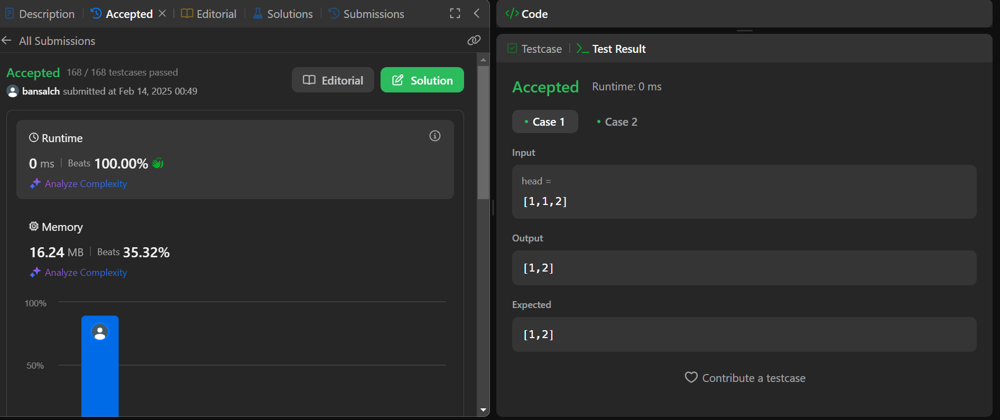 Description Accepted Editorial Solutions Submissions
All Submissions
Accepted 168 / 168 testcases passed
bansalch submitted at Feb 14, 2025 00:49
Editorial
Solution
Runtime
0 ms Beats 100.00%
Analyze Complexity
Memory
16.24 MB Beats 35.32%
Analyze Complexity
100%
50%
</> Code
Testcase >_ Test Result
Accepted Runtime: 0 ms
• Case 1 • Case 2
Input
head =
[1,1,2]
Output
[1,2]
Expected
[1,2]
Contribute a testcase